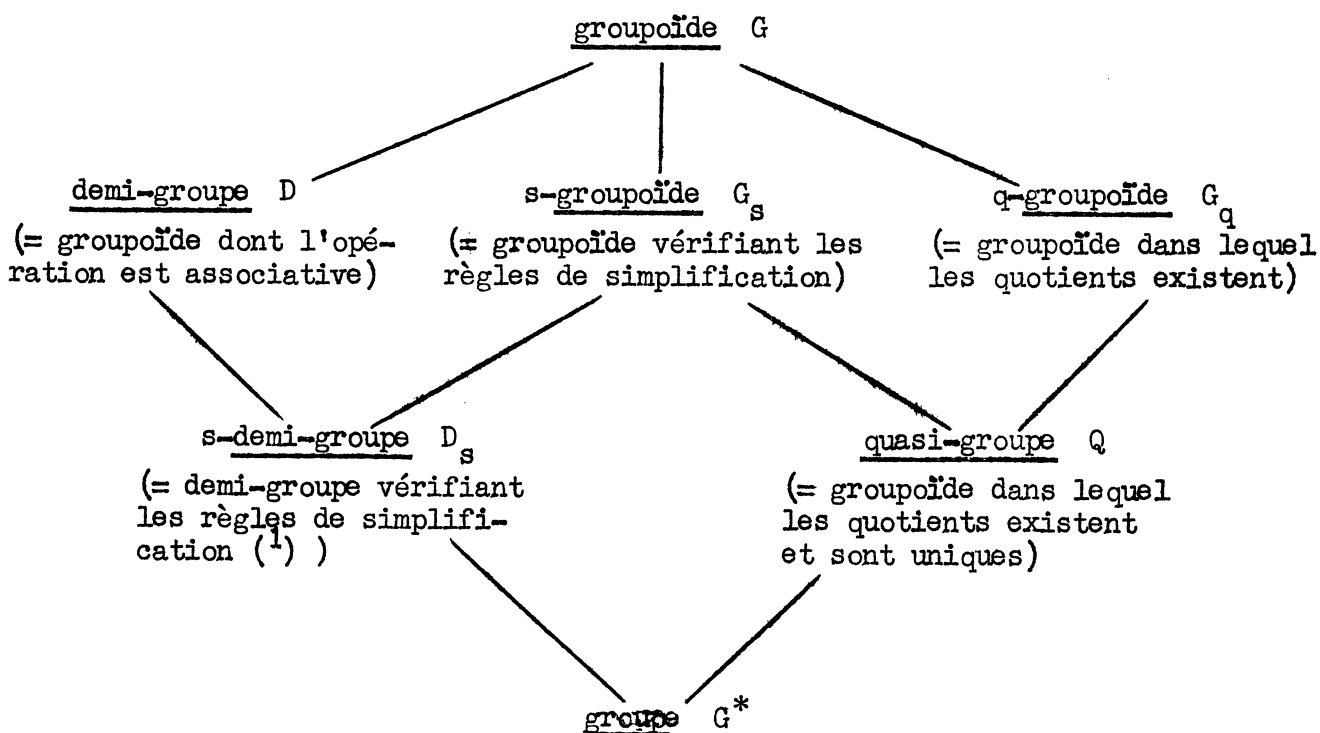 groupoïde G
demi-groupe D
(= groupoïde dont l'opé-
ration est associative)
s-groupoïde G_s
(= groupoïde vérifiant les
règles de simplification)
q-groupoïde G_q
(= groupoïde dans lequel
les quotients existent)
s-demi-groupe D_s
(= demi-groupe vérifiant
les règles de simplifi-
cation (1) )
quasi-groupe Q
(= groupoïde dans lequel
les quotients existent
et sont uniques)
groupe G*